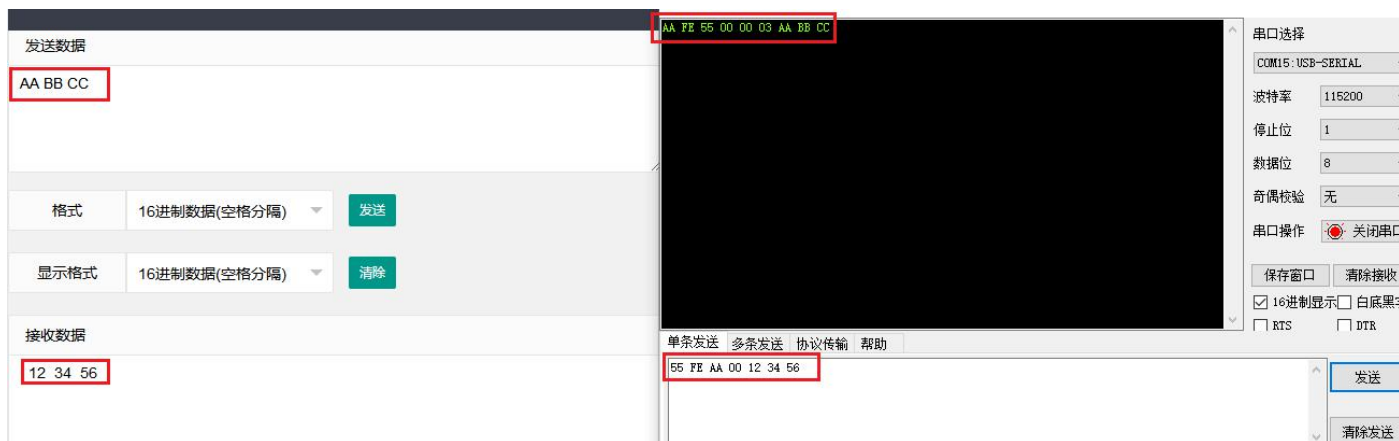 发送数据
AA BB CC
格式
16进制数据(空格分隔)
发送
显示格式
16进制数据(空格分隔)
清除
接收数据
12 34 56
AA FE 55 00 00 03 AA BB CC
串口选择
COM15:USB-SERIAL
波特率
115200
停止位
1
数据位
8
奇偶校验
无
串口操作
关闭串口
保存窗口
清除接收
16进制显示
白底黑
RTS
DTR
单条发送
多条发送
协议传输
帮助
55 FE AA 00 12 34 56
发送
清除发送